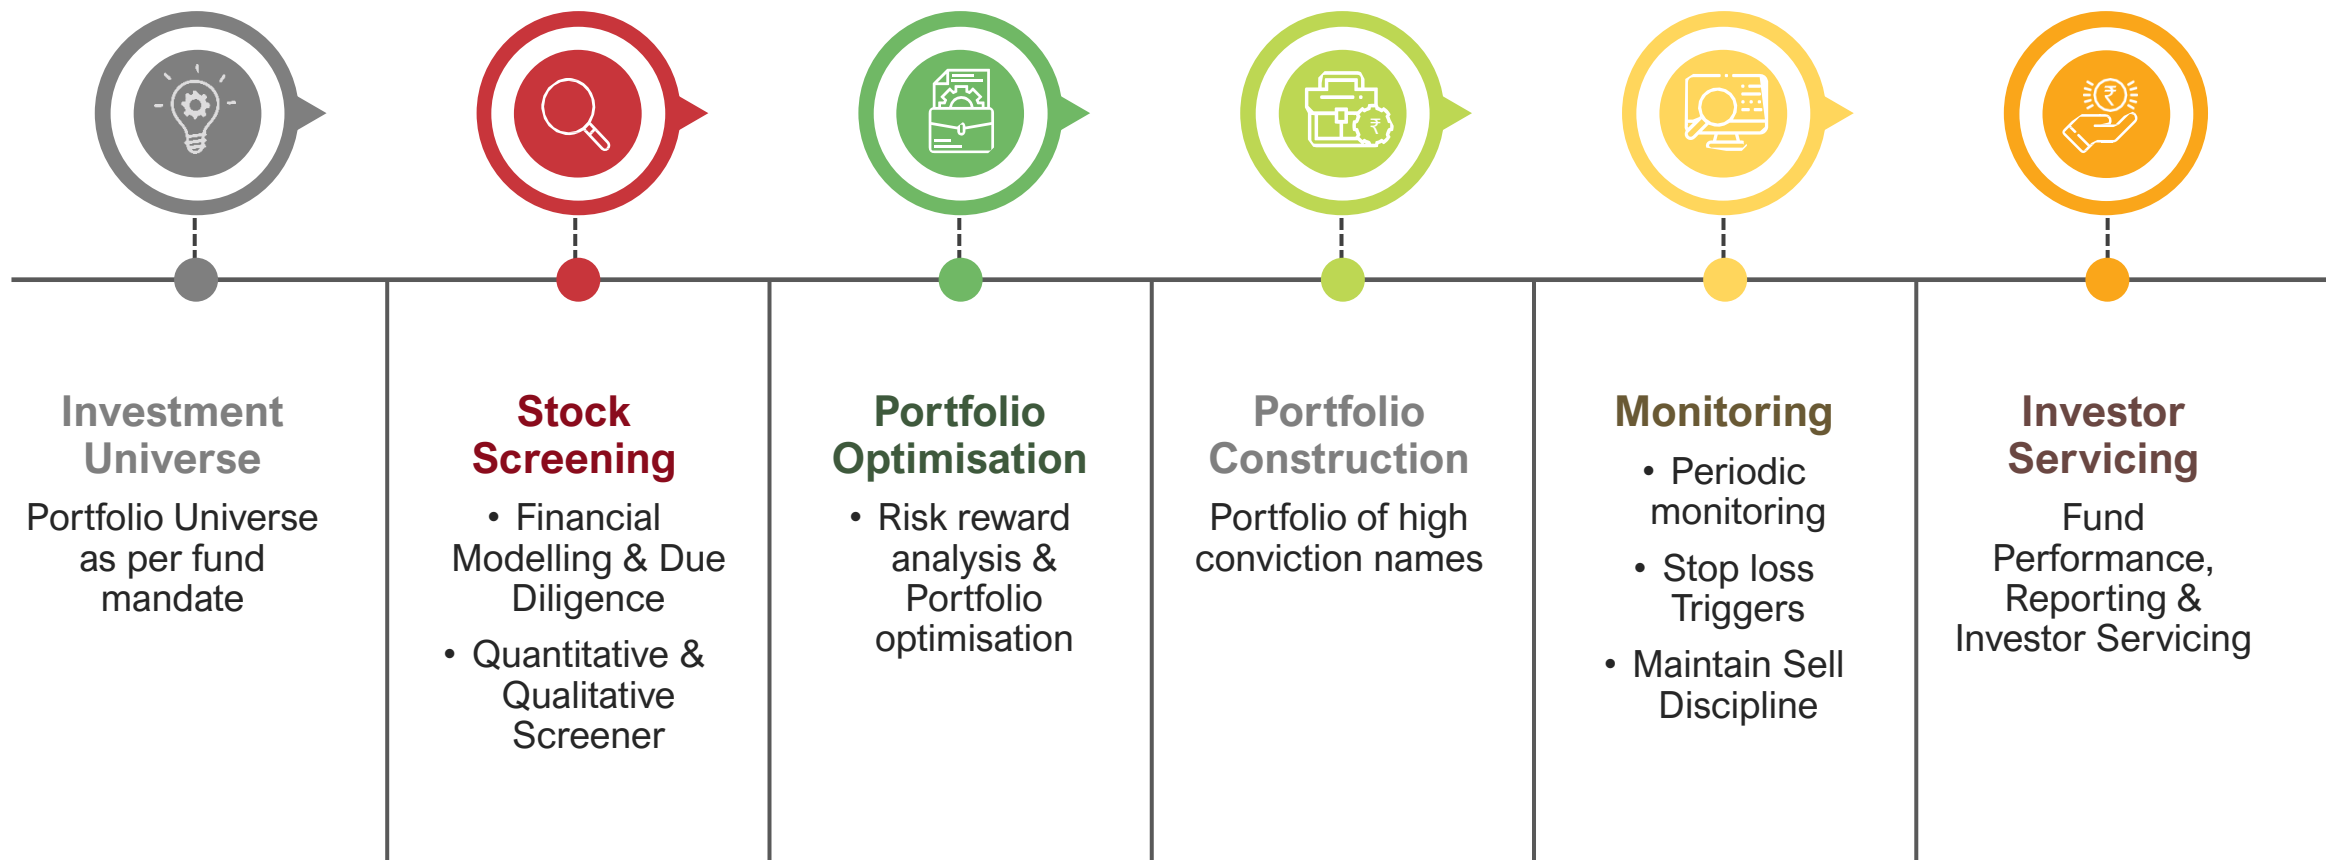 Investment
Universe
Portfolio Universe
as per fund
mandate
Stock
Screening
• Financial
Modelling & Due
Diligence
• Quantitative &
Qualitative
Screener
Portfolio
Optimisation
• Risk reward
analysis &
Portfolio
optimisation
₹
Portfolio
Construction
Portfolio of high
conviction names
Monitoring
• Periodic
monitoring
• Stop loss
Triggers
• Maintain Sell
Discipline
₹
Investor
Servicing
Fund
Performance,
Reporting &
Investor Servicing